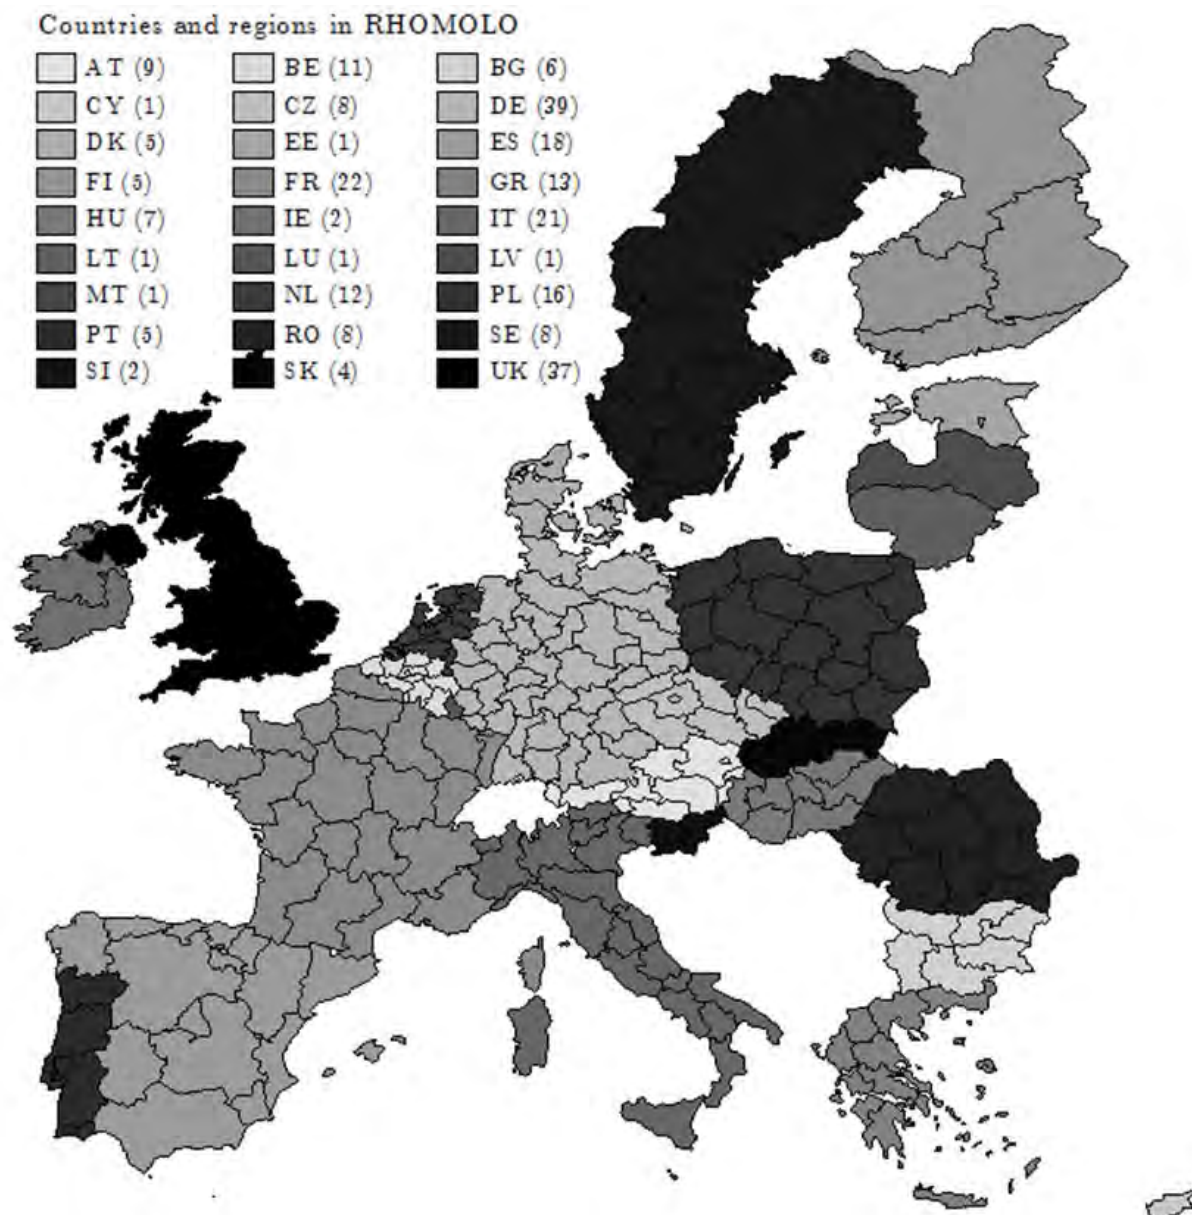 Countries and regions in RHOMOLO
AT (9) BE (11) BG (6)
CY (1) CZ (8) DE (39)
DK (5) EE (1) ES (18)
FI (5) FR (22) GR (13)
HU (7) IE (2) IT (21)
LT (1) LU (1) LV (1)
MT (1) NL (12) PL (16)
PT (5) RO (8) SE (8)
SI (2) SK (4) UK (37)